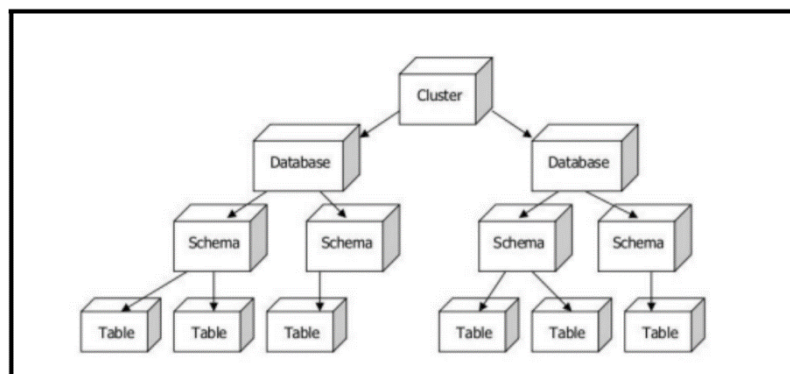 Cluster
Database Database
Schema Schema Schema Schema
Table Table Table Table Table Table